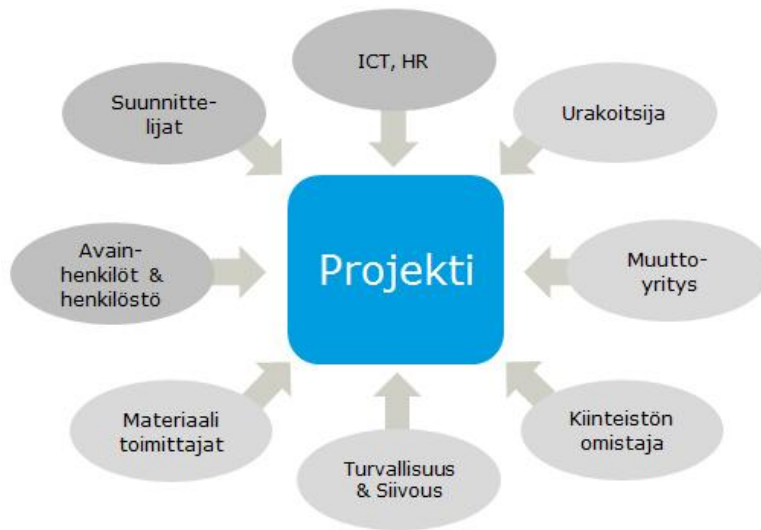 ICT, HR
Suunnitte-
lijat
Urakoitsija
Avain-
henkilöt &
henkilöstö
Projekti
Muutto-
yritys
Materiaali
toimittajat
Kiinteistön
omistaja
Turvallisuus
& Siivous